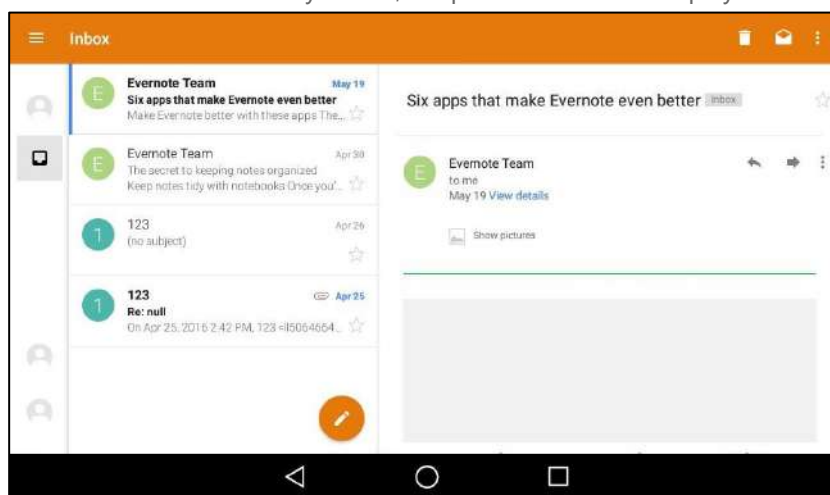 Inbox
Evernote Team May 19
Six apps that make Evernote even better
Make Evernote better with these apps The...
Evernote Team Apr 30
The secret to keeping notes organized
Keep notes tidy with notebooks Once you'...
123 Apr 26
(no subject)
123 Apr 25
Re: null
On Apr 25, 2016 2:42 PM, 123
E
E
1
1
Six apps that make Evernote even better Inbox
E
Evernote Team
to me
May 19 View details
Show pictures